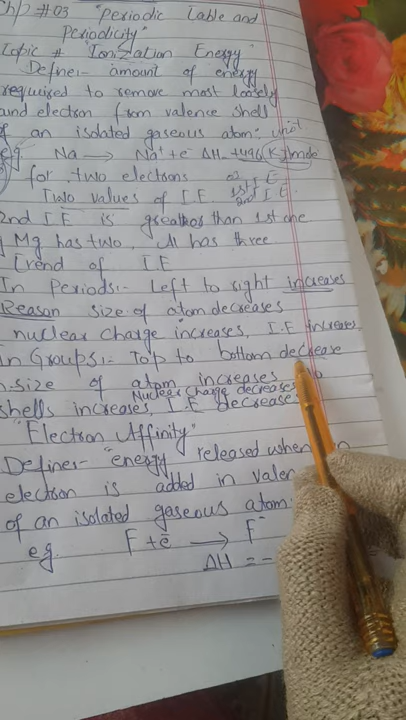 Chp #03 "Periodic Table and
Periodicity"
Topic # "Ionization Energy"
Define:- amount of energy
required to remove most loosely
and electron from valence shell
of an isolated gaseous atom: unit.
eg. Na → Na⁺ + e⁻ ΔH = +496 Kj/mole
for two electrons
Two values of I.E. 1st I E
2nd I E.
2nd I E is greater than 1st one
Mg has two, Al has three.
Trend of I E
In Periods:- Left to right increases
Reason size of atom decreases
nuclear charge increases, I.E increases
In Groups:- Top to bottom decrease
size of atom increases no
Nuclear charge decreases
shells increases, I.E decreases
"Electron Affinity"
Define:- "energy released when
electron is added in valen
of an isolated gaseous atom.
eg. F + ē → F⁻
ΔH = -